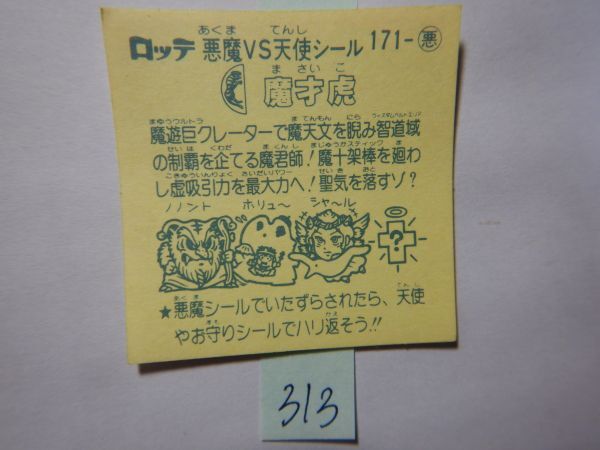 ロッテ 悪魔VS天使シール 171-悪
あくま てんし
まさいこ
魔才虎
まゆうウルトラ まてんもん にら ウィズダムベルトエリア
魔遊巨クレーターで魔天文を睨み智道域
せいは くわだ まくんし まじゅうかスティック ま
の制覇を企てる魔君師!魔十架棒を廻わ
こきゅういんりょく おいだいパワー せいき おと
し虚吸引力を最大力へ!聖気を落すゾ?
ノノント ホリュ〜 シャ〜ル
?
あくま てんし
★悪魔シールでいたずらされたら、天使
まも かえ
やお守りシールでハリ返そう!!
313